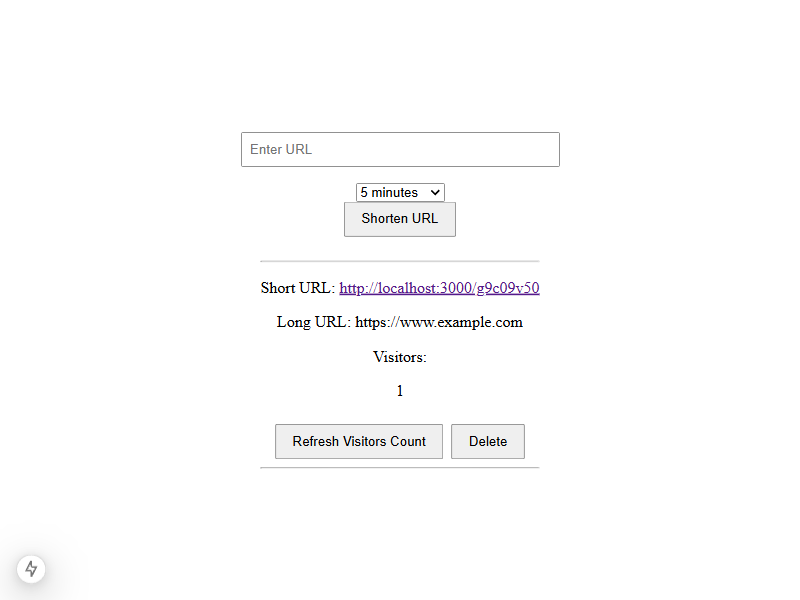 Enter URL
5 minutes
Shorten URL
Short URL: http://localhost:3000/g9c09v50
Long URL: https://www.example.com
Visitors:
1
Refresh Visitors Count Delete